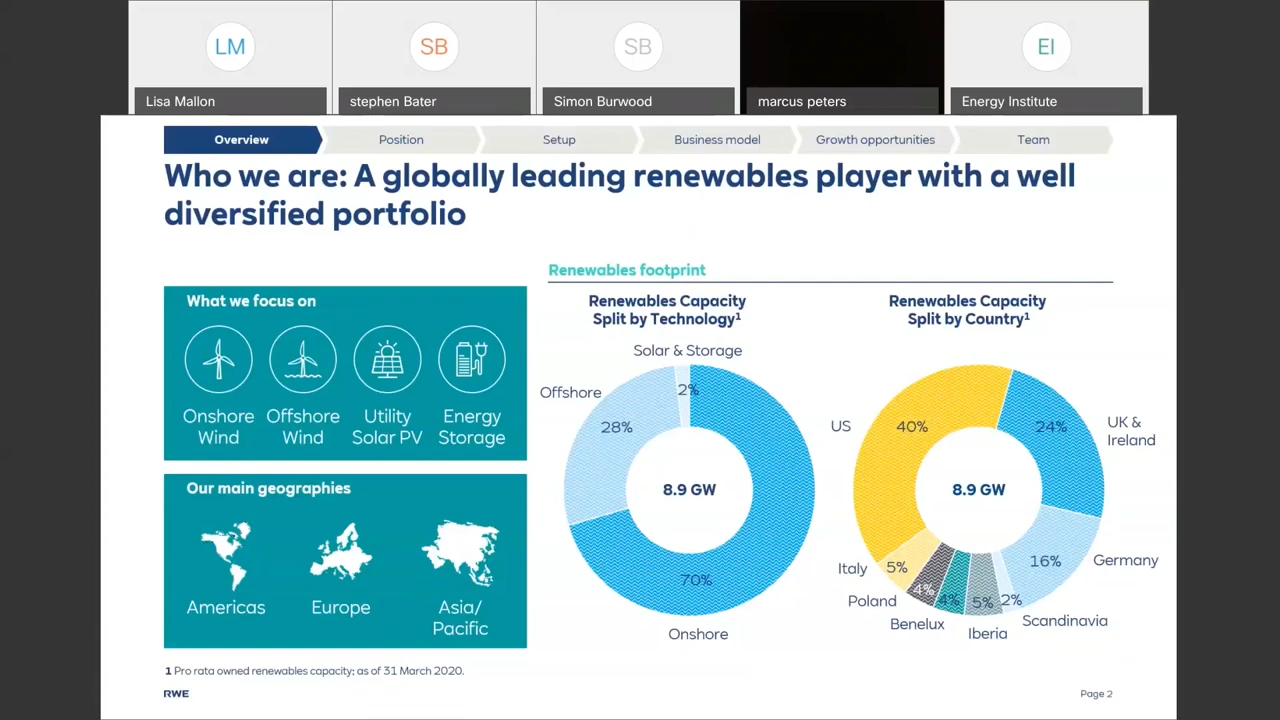 LM
SB
SB
EI
Lisa Mallon
stephen Bater
Simon Burwood
marcus peters
Energy Institute
Overview
Position
Setup
Business model
Growth opportunities
Team
Who we are: A globally leading renewables player with a well
diversified portfolio
What we focus on
Onshore
Wind
Offshore
Wind
Utility
Solar PV
Energy
Storage
Our main geographies
Americas
Europe
Asia/
Pacific
Renewables footprint
Renewables Capacity
Split by Technology¹
Solar & Storage
2%
Offshore
28%
8.9 GW
70%
Onshore
Renewables Capacity
Split by Country¹
US
40%
24%
UK &
Ireland
8.9 GW
16%
Germany
Italy
5%
Poland
4%
Benelux
4%
Iberia
5%
2%
Scandinavia
1 Pro rata owned renewables capacity; as of 31 March 2020.
RWE
Page 2